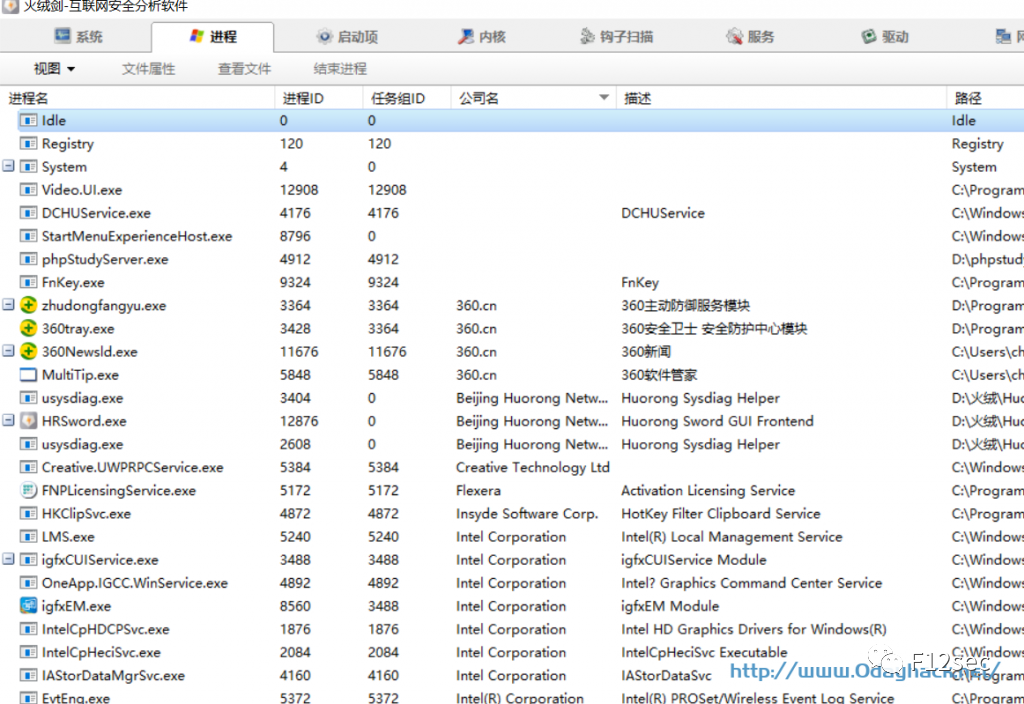 火绒剑-互联网安全分析软件
系统 进程 启动项 内核 钩子扫描 服务 驱动
视图 文件属性 查看文件 结束进程
进程名 进程ID 任务组ID 公司名 描述 路径
Idle 0 0 Idle
Registry 120 120 Registry
System 4 0 System
Video.UI.exe 12908 12908 C:\Program
DCHUService.exe 4176 4176 DCHUService C:\Windows
StartMenuExperienceHost.exe 8796 0 C:\Windows
phpStudyServer.exe 4912 4912 D:\phpstudy
FnKey.exe 9324 9324 FnKey C:\Program
zhudongfangyu.exe 3364 3364 360.cn 360主动防御服务模块 D:\Program
360tray.exe 3428 3364 360.cn 360安全卫士 安全防护中心模块 D:\Program
360Newsld.exe 11676 11676 360.cn 360新闻 C:\Users\ch
MultiTip.exe 5848 5848 360.cn 360软件管家 C:\Users\ch
usysdiag.exe 3404 0 Beijing Huorong Netw... Huorong Sysdiag Helper D:\火绒\Huo
HRSword.exe 12876 0 Beijing Huorong Netw... Huorong Sword GUI Frontend D:\火绒\Huo
usysdiag.exe 2608 0 Beijing Huorong Netw... Huorong Sysdiag Helper D:\火绒\Huo
Creative.UWPRPCService.exe 5384 5384 Creative Technology Ltd C:\Windows
FNPLicensingService.exe 5172 5172 Flexera Activation Licensing Service C:\Program
HKClipSvc.exe 4872 4872 Insyde Software Corp. HotKey Filter Clipboard Service C:\Program
LMS.exe 5240 5240 Intel Corporation Intel(R) Local Management Service C:\Windows
igfxCUIService.exe 3488 3488 Intel Corporation igfxCUIService Module C:\Windows
OneApp.IGCC.WinService.exe 4892 4892 Intel Corporation Intel? Graphics Command Center Service C:\Windows
igfxEM.exe 8560 3488 Intel Corporation igfxEM Module C:\Windows
IntelCpHDCPSvc.exe 1876 1876 Intel Corporation Intel HD Graphics Drivers for Windows(R) C:\Windows
IntelCpHeciSvc.exe 2084 2084 Intel Corporation IntelCpHeciSvc Executable C:\Windows
F12sec
IAStorDataMgrSvc.exe 4160 4160 Intel Corporation IAStorDataSvc C:\Program
http://www.0daghack.net/
EvtEng.exe 5372 5372 Intel(R) Corporation Intel(R) PROSet/Wireless Event Log Service C:\Program